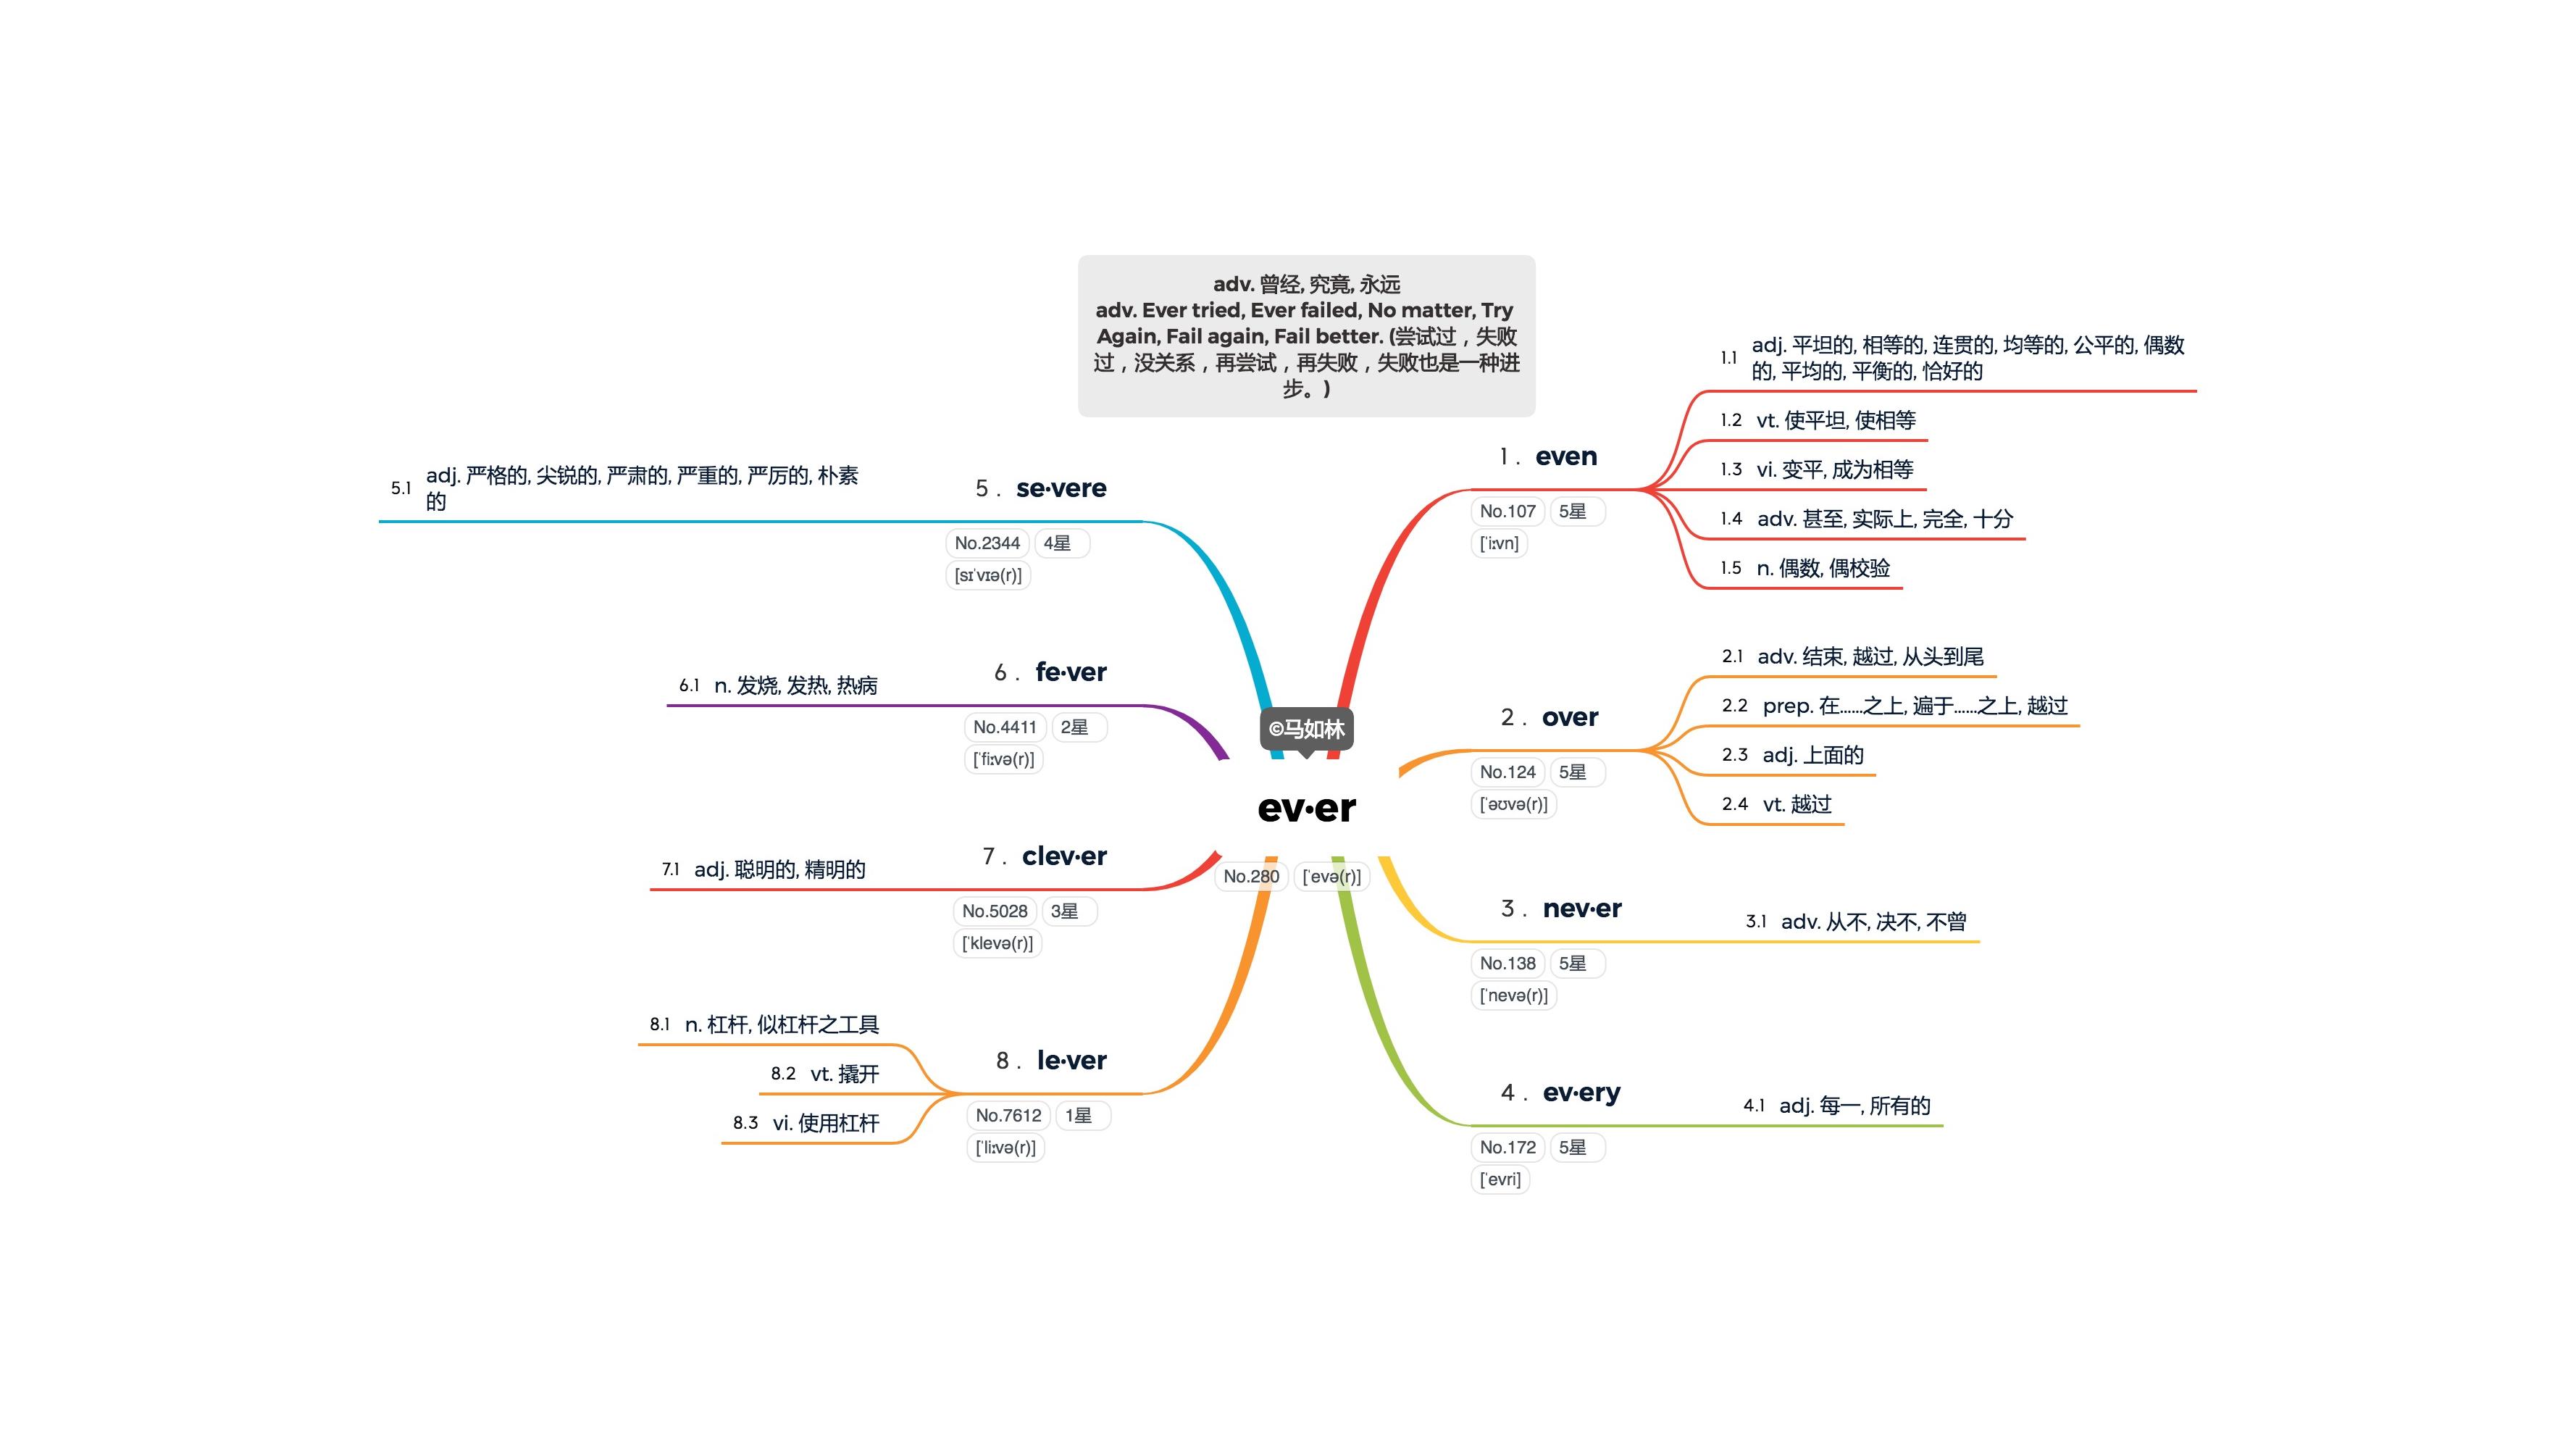 adv. 曾经, 究竟, 永远
adv. Ever tried, Ever failed, No matter, Try
Again, Fail again, Fail better. (尝试过，失败
过，没关系，再尝试，再失败，失败也是一种进
步。)
©马如林
ev·er
No.280 [ˈevə(r)]
1. even
No.107 5星
[ˈiːvn]
1.1 adj. 平坦的, 相等的, 连贯的, 均等的, 公平的, 偶数
的, 平均的, 平衡的, 恰好的
1.2 vt. 使平坦, 使相等
1.3 vi. 变平, 成为相等
1.4 adv. 甚至, 实际上, 完全, 十分
1.5 n. 偶数, 偶校验
2. over
No.124 5星
[ˈəʊvə(r)]
2.1 adv. 结束, 越过, 从头到尾
2.2 prep. 在......之上, 遍于......之上, 越过
2.3 adj. 上面的
2.4 vt. 越过
3. nev·er
No.138 5星
[ˈnevə(r)]
3.1 adv. 从不, 决不, 不曾
4. ev·ery
No.172 5星
[ˈevri]
4.1 adj. 每一, 所有的
5. se·vere
No.2344 4星
[sɪˈvɪə(r)]
5.1 adj. 严格的, 尖锐的, 严肃的, 严重的, 严厉的, 朴素
的
6. fe·ver
No.4411 2星
[ˈfiːvə(r)]
6.1 n. 发烧, 发热, 热病
7. clev·er
No.5028 3星
[ˈklevə(r)]
7.1 adj. 聪明的, 精明的
8. le·ver
No.7612 1星
[ˈliːvə(r)]
8.1 n. 杠杆, 似杠杆之工具
8.2 vt. 撬开
8.3 vi. 使用杠杆